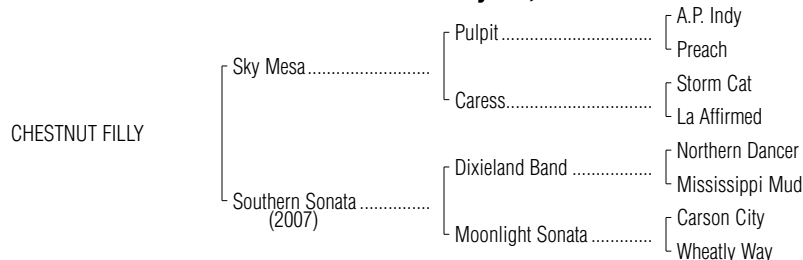 A.P. Indy
Pulpit
Preach
Sky Mesa
Storm Cat
Caress
La Affirmed
CHESTNUT FILLY
Northern Dancer
Dixieland Band
Mississippi Mud
Southern Sonata
(2007)
Carson City
Moonlight Sonata
Wheatly Way